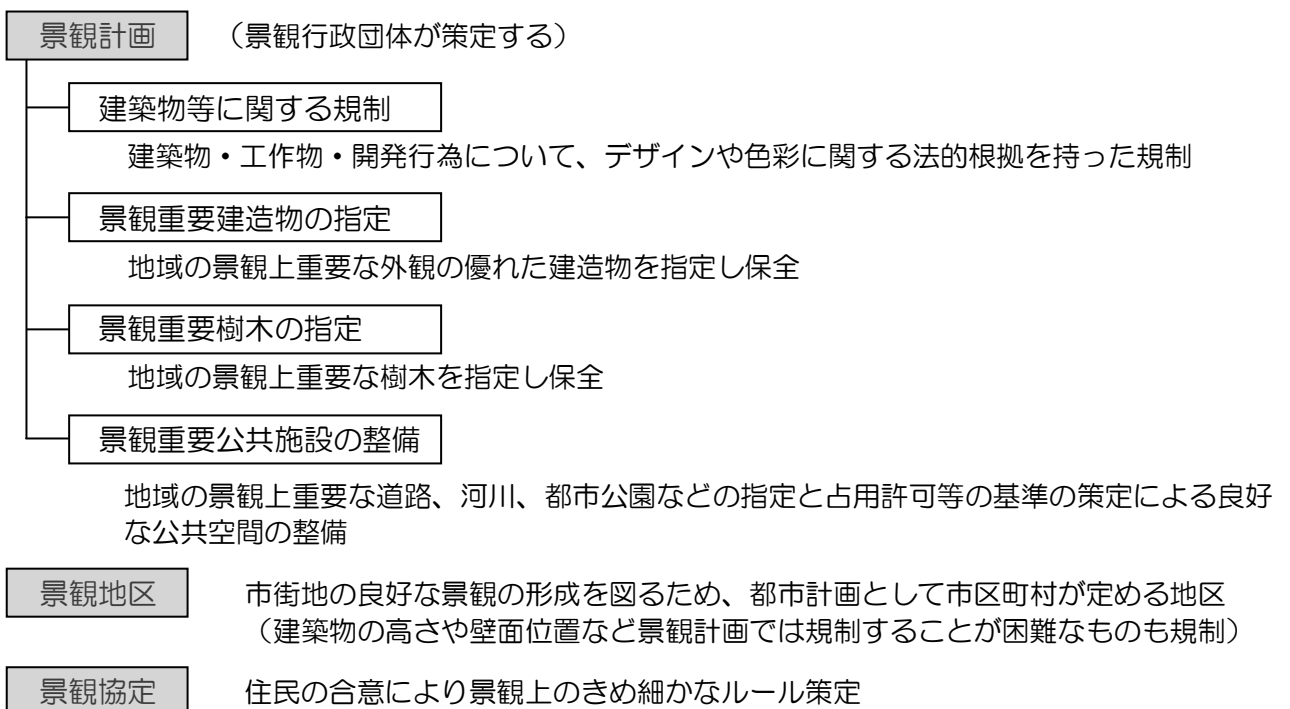 景観計画 （景観行政団体が策定する）
建築物等に関する規制
建築物・工作物・開発行為について、デザインや色彩に関する法的根拠を持った規制
景観重要建造物の指定
地域の景観上重要な外観の優れた建造物を指定し保全
景観重要樹木の指定
地域の景観上重要な樹木を指定し保全
景観重要公共施設の整備
地域の景観上重要な道路、河川、都市公園などの指定と占用許可等の基準の策定による良好
な公共空間の整備
景観地区 市街地の良好な景観の形成を図るため、都市計画として市区町村が定める地区
（建築物の高さや壁面位置など景観計画では規制することが困難なものも規制）
景観協定 住民の合意により景観上のきめ細かなルール策定